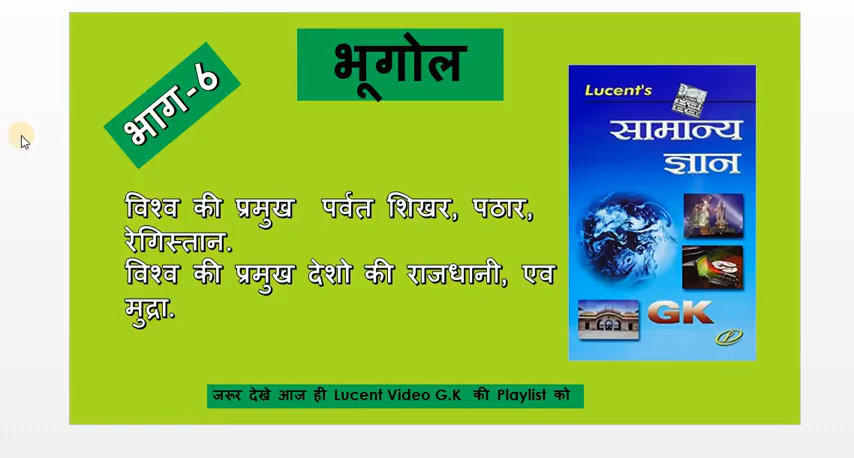 भूगोल
भाग-6
Lucent's
सामान्य
ज्ञान
विश्व की प्रमुख पर्वत शिखर, पठार,
रेगिस्तान.
विश्व की प्रमुख देशो की राजधानी, एव
मुद्रा.
GK
जरूर देखे आज ही Lucent Video G.K की Playlist को